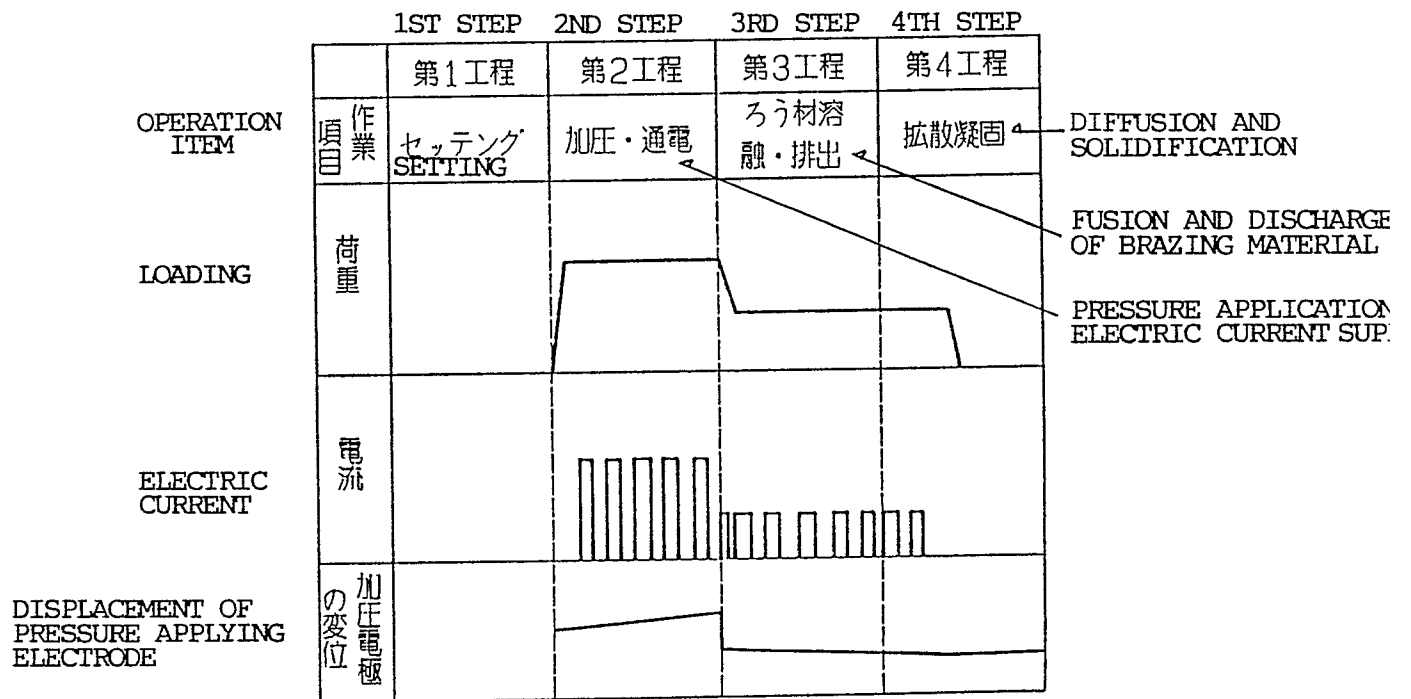 1ST STEP 2ND STEP 3RD STEP 4TH STEP
第1工程 第2工程 第3工程 第4工程
OPERATION
ITEM
作業
項目
セッテング
SETTING
加圧・通電
ろう材溶
融・排出
拡散凝固
DIFFUSION AND
SOLIDIFICATION
FUSION AND DISCHARGE
OF BRAZING MATERIAL
PRESSURE APPLICATION
ELECTRIC CURRENT SUP
LOADING
荷重
ELECTRIC
CURRENT
電流
DISPLACEMENT OF
PRESSURE APPLYING
ELECTRODE
加圧電極
の変位